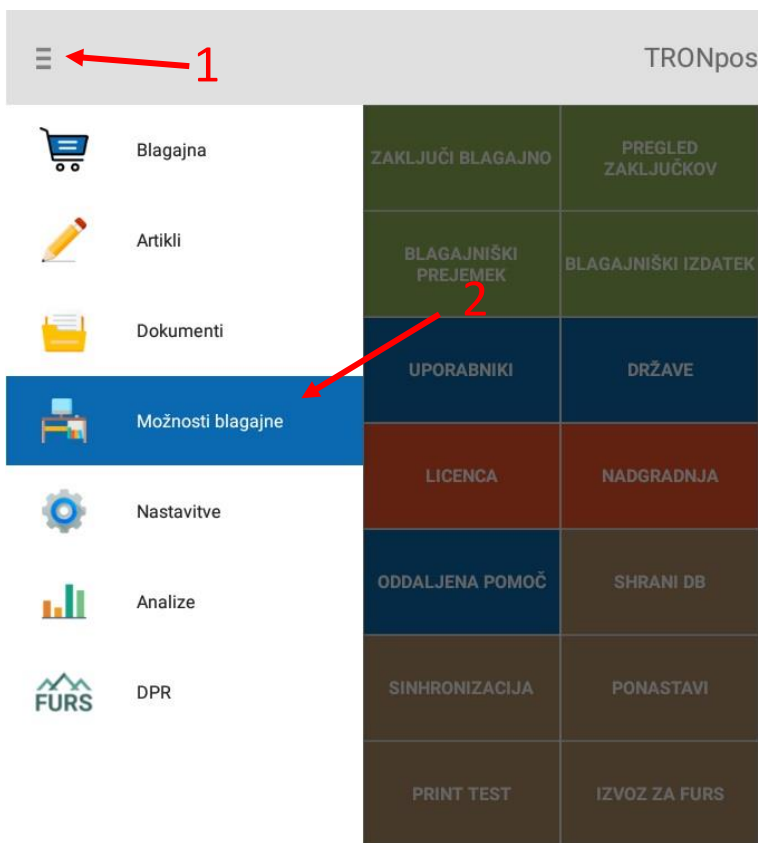 1
TRONpos
Blagajna
Artikli
Dokumenti
Možnosti blagajne
Nastavitve
Analize
FURS
DPR
ZAKLJUČI BLAGAJNO
PREGLED
ZAKLJUČKOV
BLAGAJNIŠKI
PREJEMEK
BLAGAJNIŠKI IZDATEK
2
UPORABNIKI
DRŽAVE
LICENCA
NADGRADNJA
ODDALJENA POMOČ
SHRANI DB
SINHRONIZACIJA
PONASTAVI
PRINT TEST
IZVOZ ZA FURS